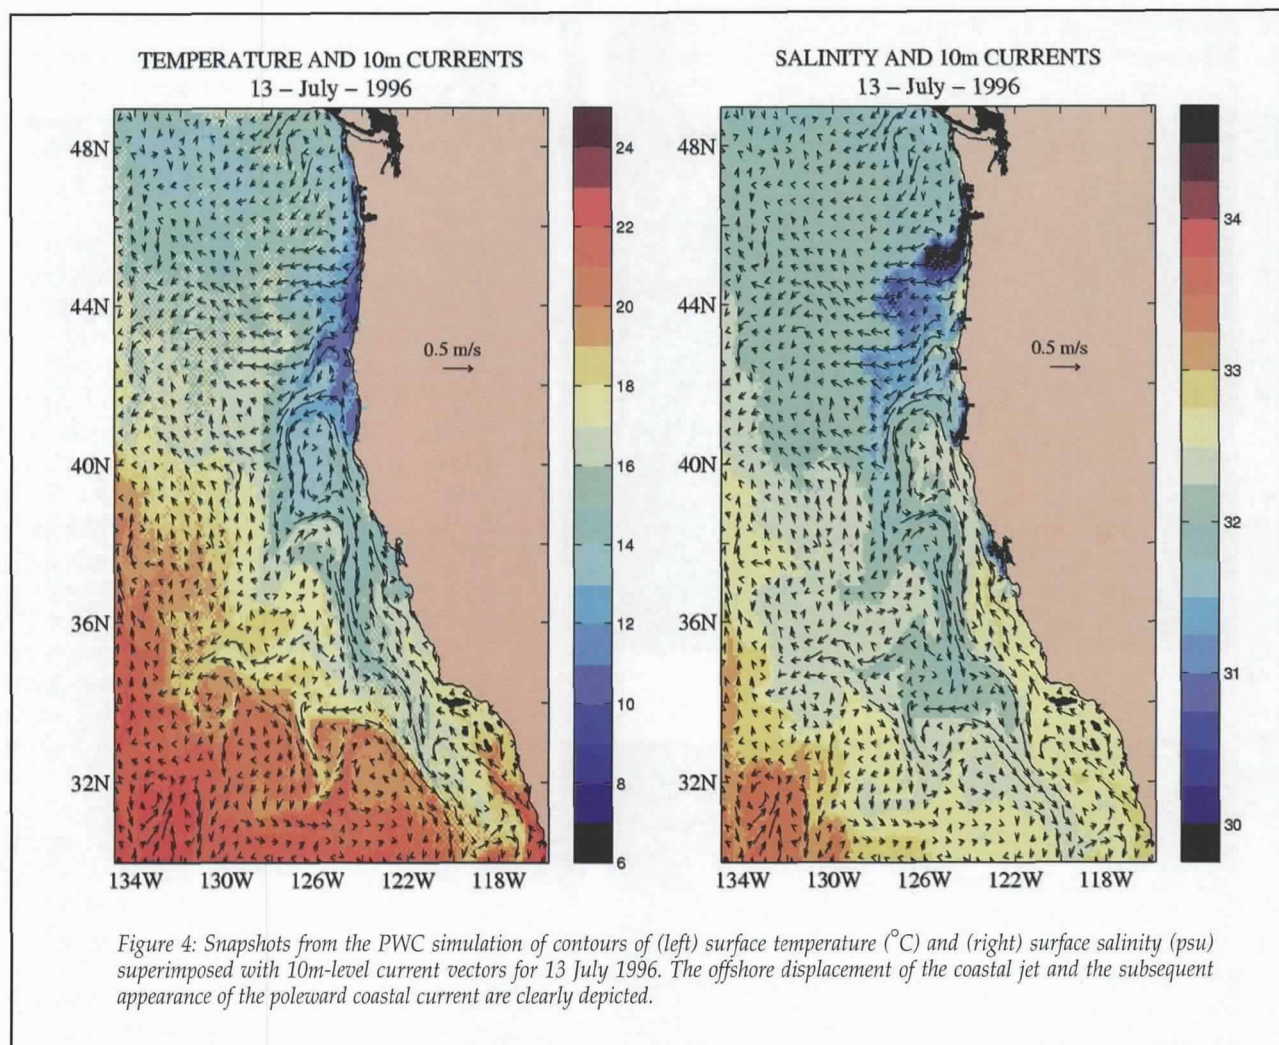 TEMPERATURE AND 10m CURRENTS
13 – July – 1996
48N
44N
40N
36N
32N
134W 130W 126W 122W 118W
0.5 m/s
24
22
20
18
16
14
12
10
8
6
SALINITY AND 10m CURRENTS
13 – July – 1996
48N
44N
40N
36N
32N
134W 130W 126W 122W 118W
0.5 m/s
34
33
32
31
30
Figure 4: Snapshots from the PWC simulation of contours of (left) surface temperature (°C) and (right) surface salinity (psu)
superimposed with 10m-level current vectors for 13 July 1996. The offshore displacement of the coastal jet and the subsequent
appearance of the poleward coastal current are clearly depicted.